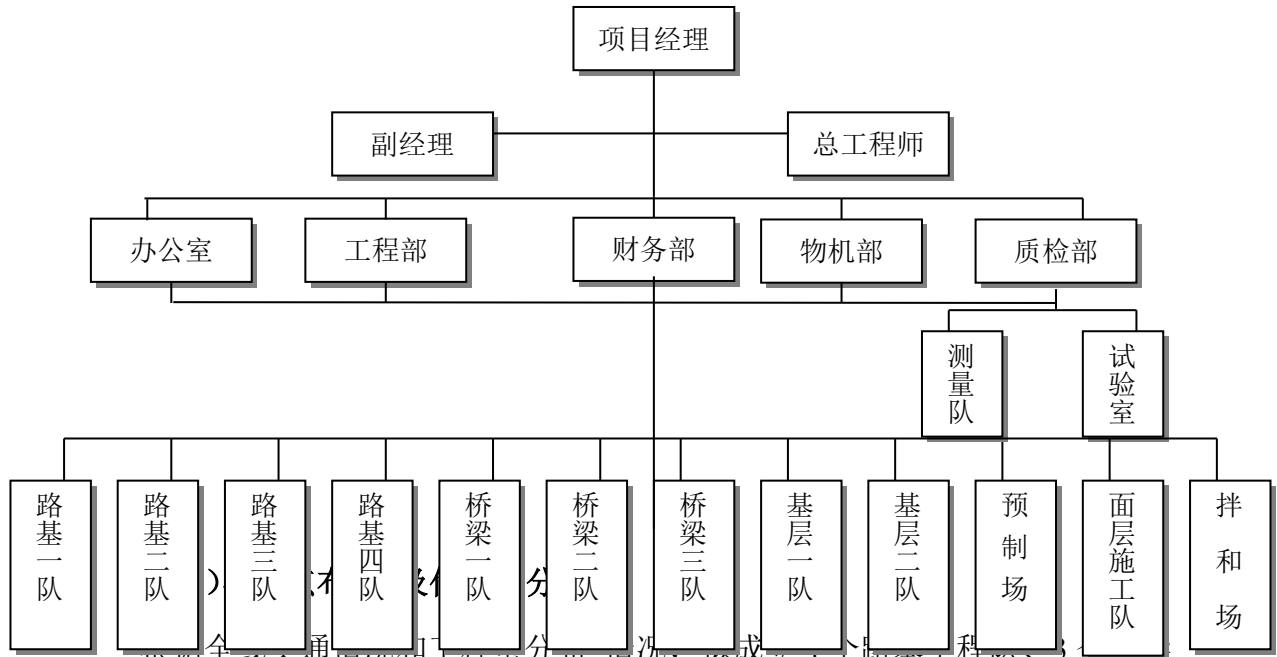 项目经理
副经理
总工程师
办公室
工程部
财务部
物机部
质检部
测量队
试验室
路基一队
路基二队
路基三队
路基四队
桥梁一队
桥梁二队
桥梁三队
基层一队
基层二队
预制场
面层施工队
拌和场
）
分